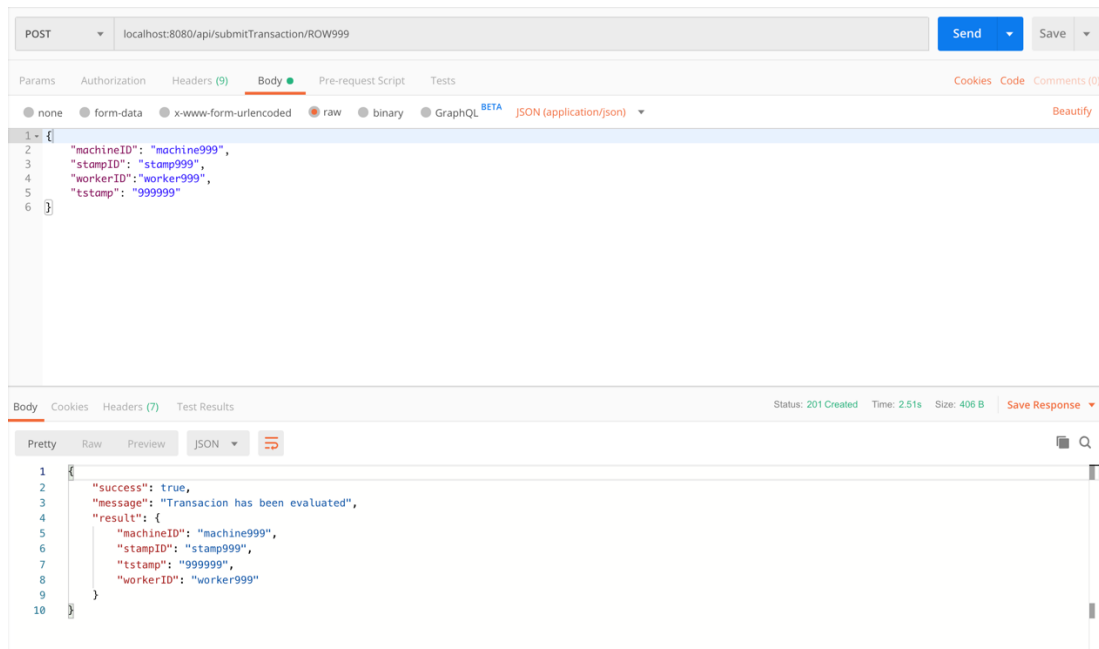 POST localhost:8080/api/submitTransaction/ROW999 Send Save
Params Authorization Headers (9) Body Pre-request Script Tests Cookies Code Comments (0
none form-data x-www-form-urlencoded raw binary GraphQL BETA JSON (application/json) Beautify
1 {
2 "machineID": "machine999",
3 "stampID": "stamp999",
4 "workerID":"worker999",
5 "tstamp": "999999"
6 }
Body Cookies Headers (7) Test Results Status: 201 Created Time: 2.51s Size: 406 B Save Response
Pretty Raw Preview JSON
1 {
2 "success": true,
3 "message": "Transacion has been evaluated",
4 "result": {
5 "machineID": "machine999",
6 "stampID": "stamp999",
7 "tstamp": "999999",
8 "workerID": "worker999"
9 }
10 }